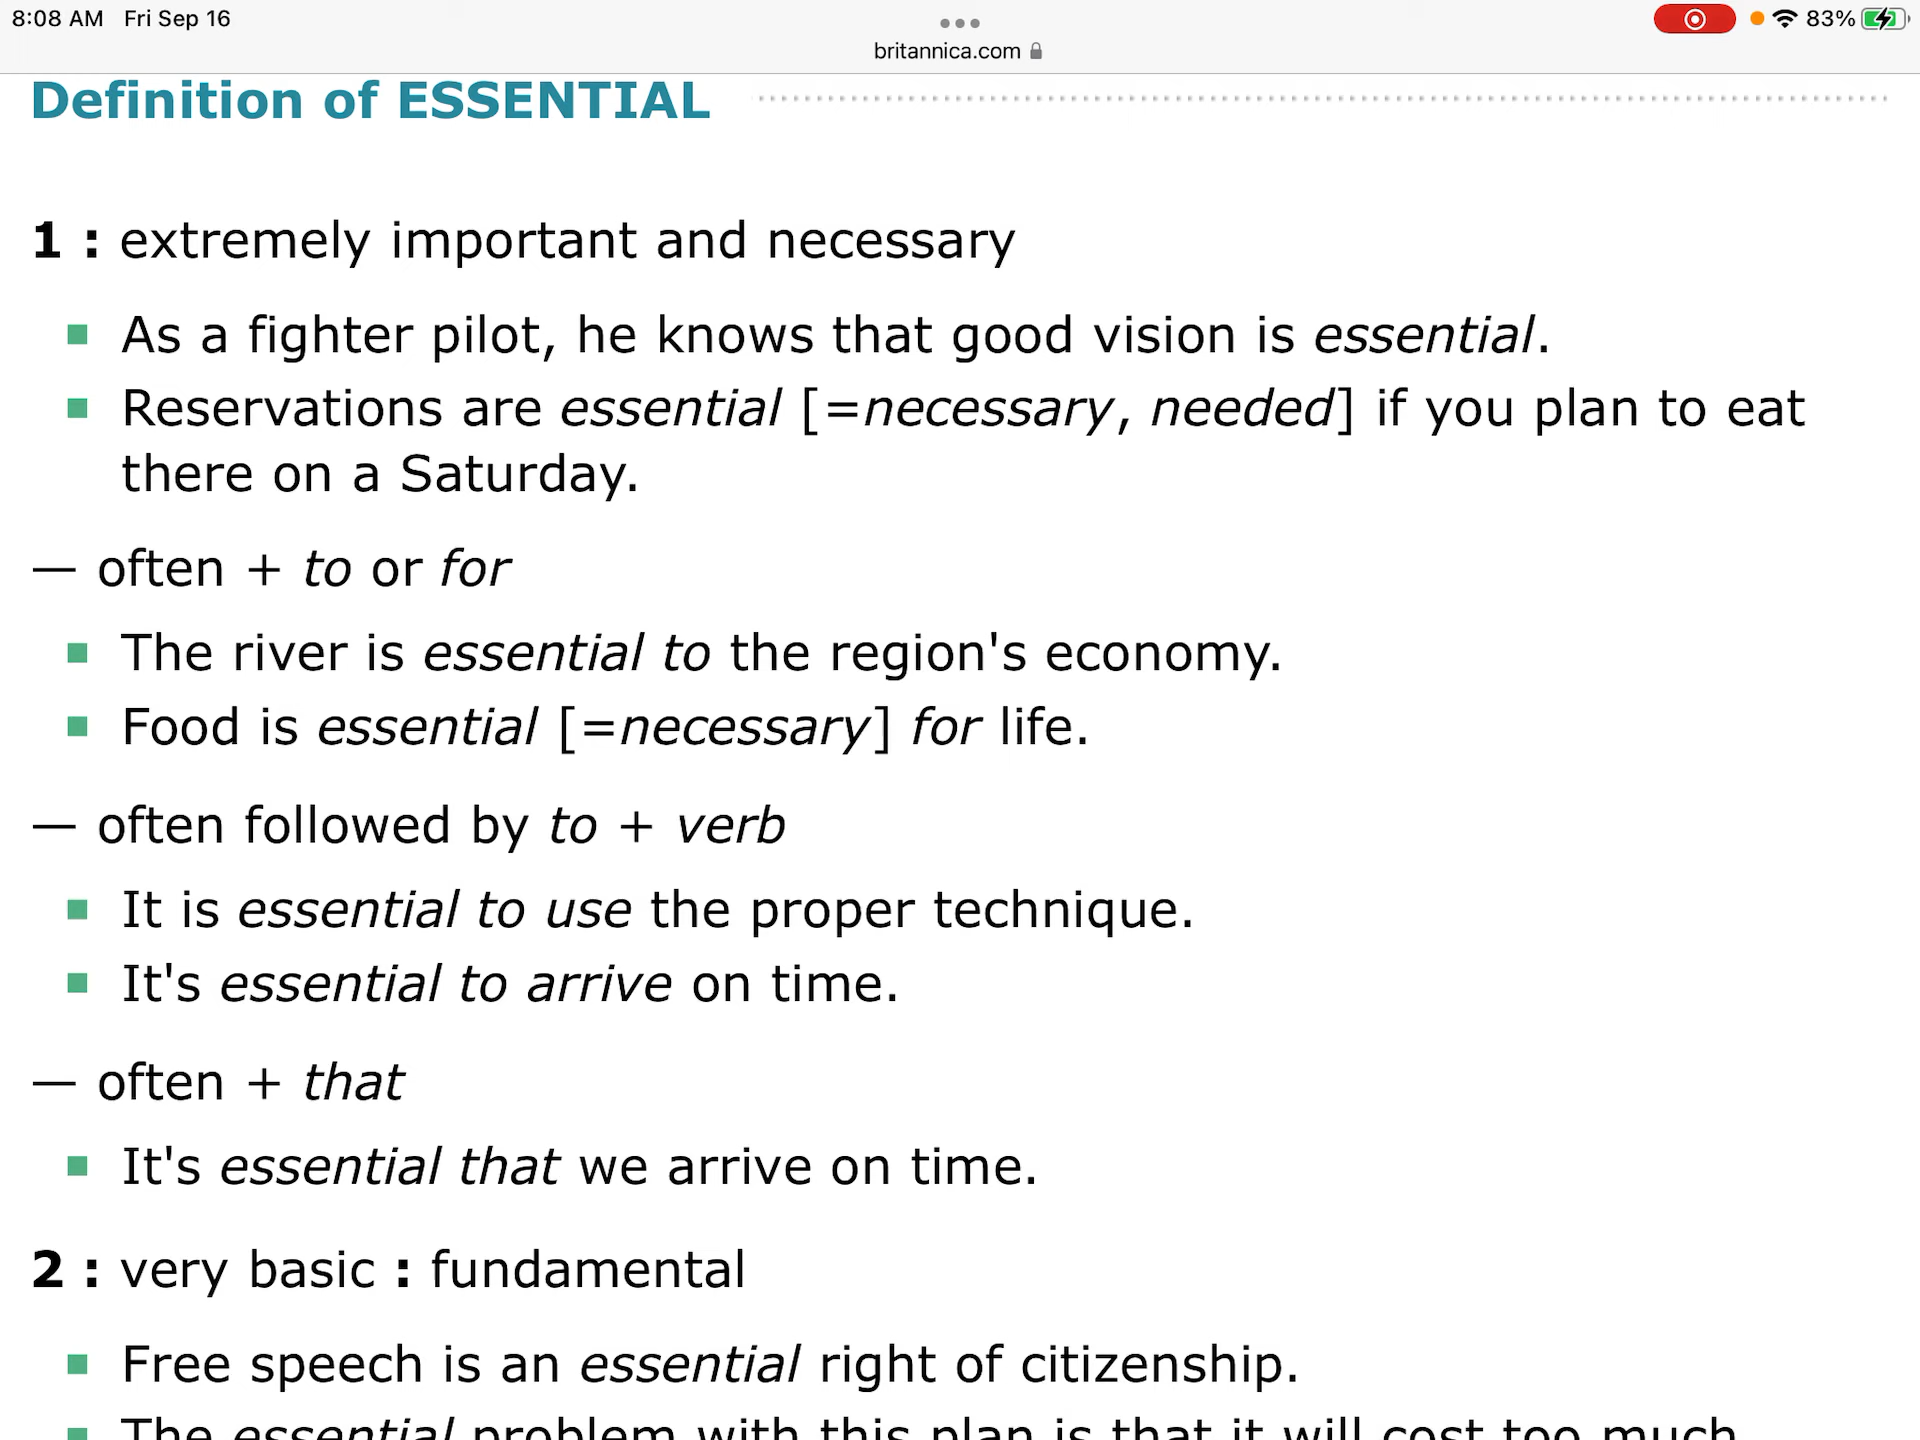 8:08 AM Fri Sep 16
83%
britannica.com
Definition of ESSENTIAL
1 : extremely important and necessary
As a fighter pilot, he knows that good vision is essential.
Reservations are essential [=necessary, needed] if you plan to eat
there on a Saturday.
— often + to or for
The river is essential to the region's economy.
Food is essential [=necessary] for life.
— often followed by to + verb
It is essential to use the proper technique.
It's essential to arrive on time.
— often + that
It's essential that we arrive on time.
2 : very basic : fundamental
Free speech is an essential right of citizenship.
The essential problem with this plan is that it will cost too much